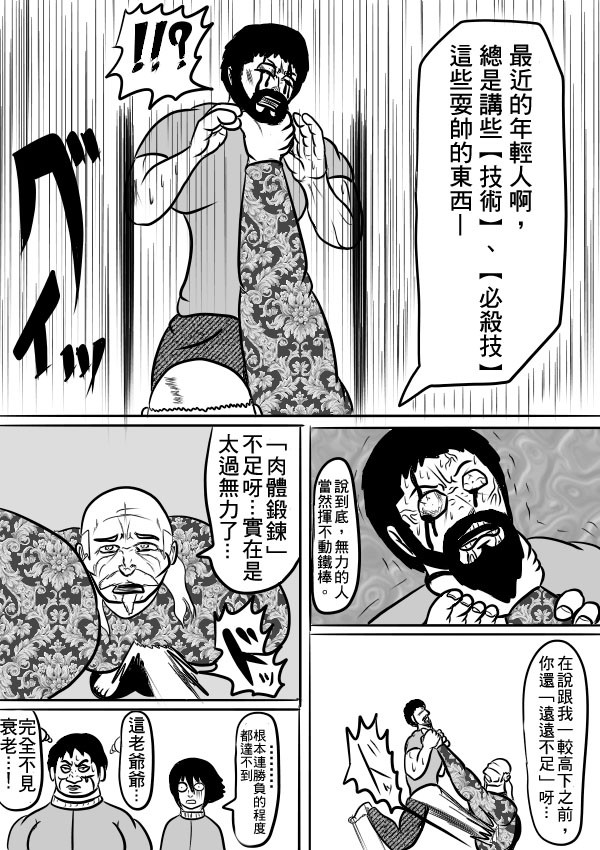 最近的年輕人啊，
總是講些【技術】、【必殺技】
這些耍帥的東西—
!!?
グイッ
說到底，無力的人
當然揮不動鐵棒。
「肉體鍛鍊」
不足呀…實在是
太過無力了…
ドッ
在說跟我一較高下之前，
你還「遠遠不足」呀…
………
根本連勝負的程度
都達不到
這老爺爺…
完全不見
衰老…！